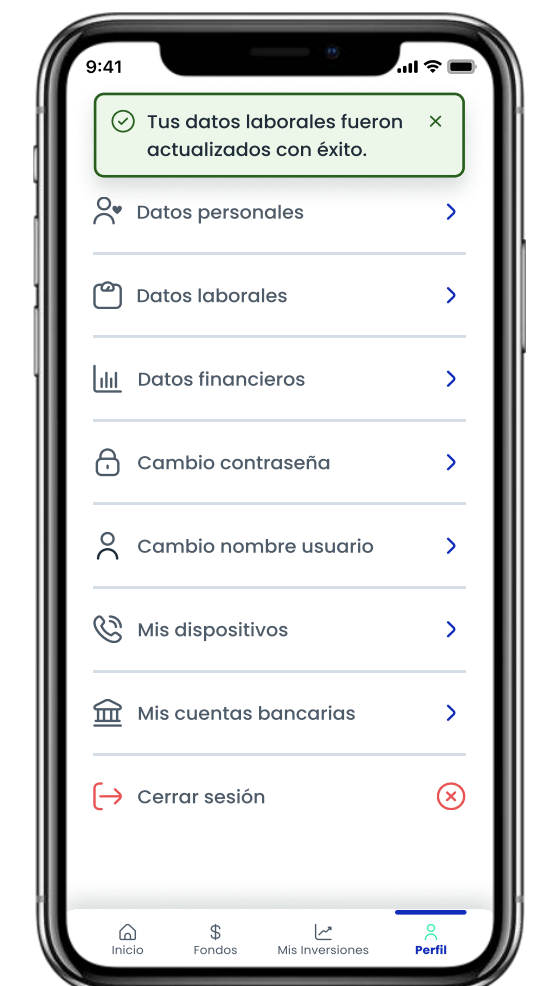 9:41
Tus datos laborales fueron
actualizados con éxito.
Datos personales
Datos laborales
Datos financieros
Cambio contraseña
Cambio nombre usuario
Mis dispositivos
Mis cuentas bancarias
Cerrar sesión
Inicio
Fondos
Mis Inversiones
Perfil